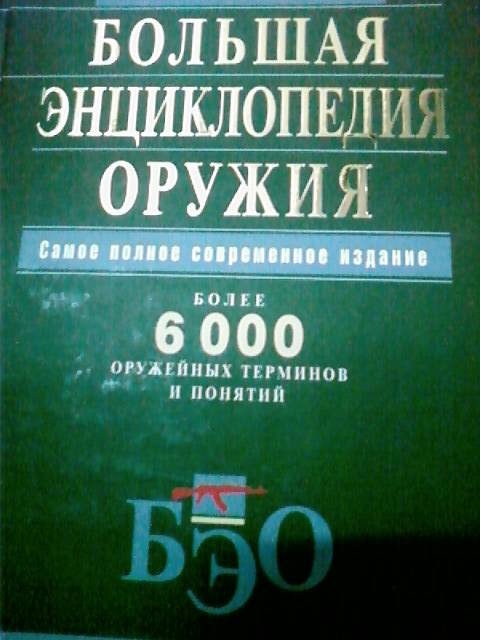 БОЛЬШАЯ
ЭНЦИКЛОПЕДИЯ
ОРУЖИЯ
Самое полное современное издание
БОЛЕЕ
6 000
ОРУЖЕЙНЫХ ТЕРМИНОВ
И ПОНЯТИЙ
БЭО